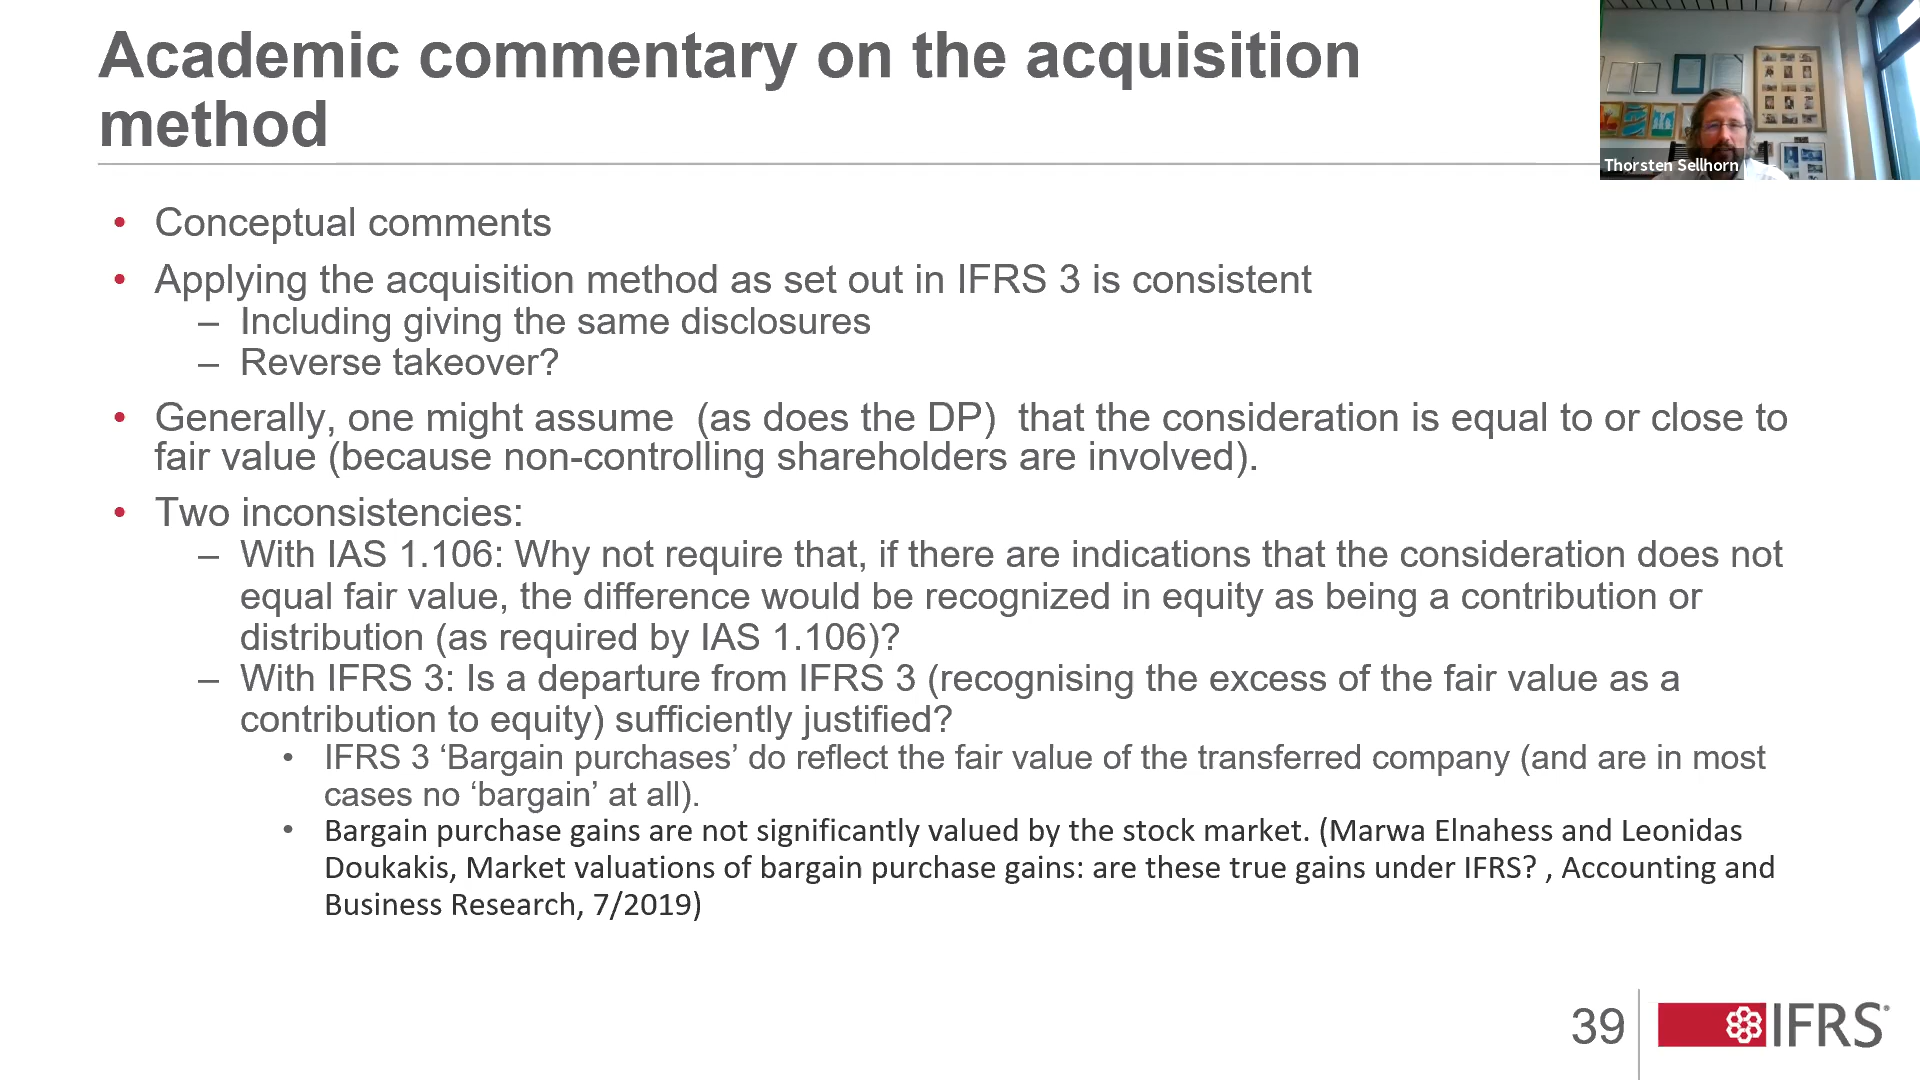 Academic commentary on the acquisition
method
Thorsten Sellhorn
• Conceptual comments
• Applying the acquisition method as set out in IFRS 3 is consistent
– Including giving the same disclosures
– Reverse takeover?
• Generally, one might assume (as does the DP) that the consideration is equal to or close to
fair value (because non-controlling shareholders are involved).
• Two inconsistencies:
– With IAS 1.106: Why not require that, if there are indications that the consideration does not
equal fair value, the difference would be recognized in equity as being a contribution or
distribution (as required by IAS 1.106)?
– With IFRS 3: Is a departure from IFRS 3 (recognising the excess of the fair value as a
contribution to equity) sufficiently justified?
• IFRS 3 ‘Bargain purchases’ do reflect the fair value of the transferred company (and are in most
cases no ‘bargain’ at all).
• Bargain purchase gains are not significantly valued by the stock market. (Marwa Elnahess and Leonidas
Doukakis, Market valuations of bargain purchase gains: are these true gains under IFRS? , Accounting and
Business Research, 7/2019)
39
IFRS